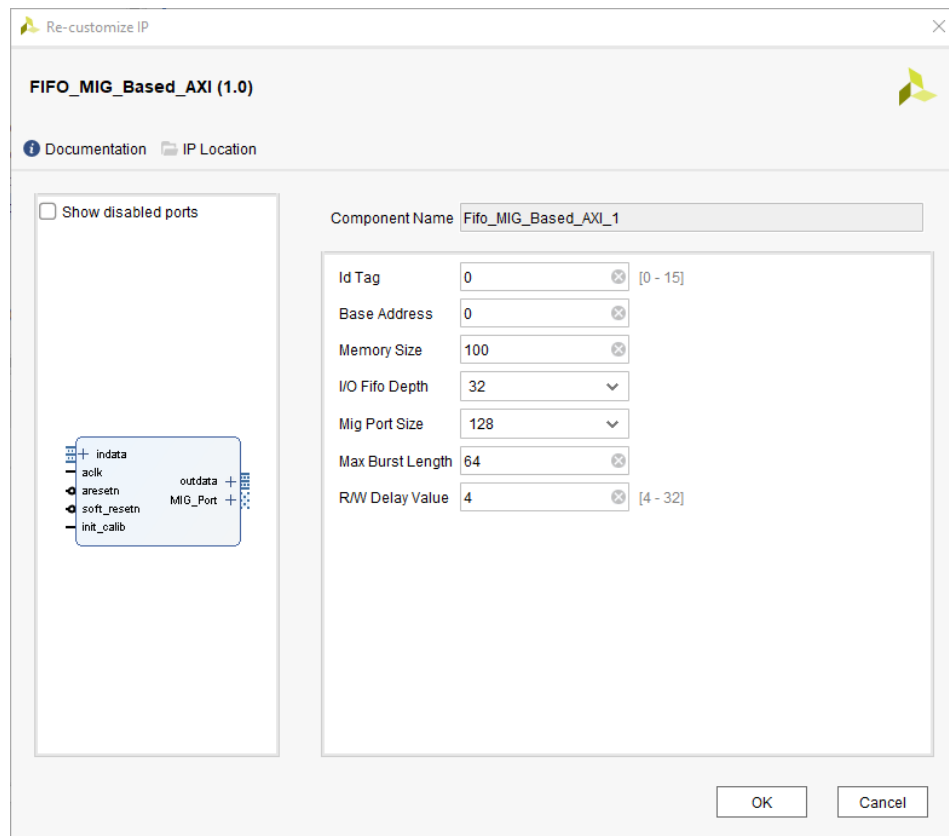 Re-customize IP
FIFO_MIG_Based_AXI (1.0)
Documentation IP Location
Show disabled ports
indata
aclk
aresetn
soft_resetn
init_calib
outdata
MIG_Port
Component Name Fifo_MIG_Based_AXI_1
Id Tag 0 [0 - 15]
Base Address 0
Memory Size 100
I/O Fifo Depth 32
Mig Port Size 128
Max Burst Length 64
R/W Delay Value 4 [4 - 32]
OK Cancel